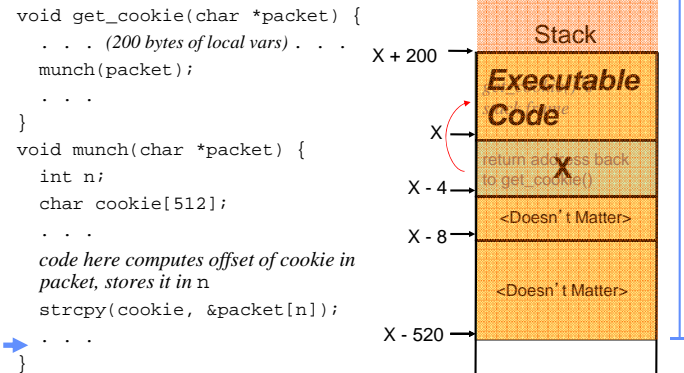 void get_cookie(char *packet) {
. . . (200 bytes of local vars) . . .
munch(packet);
. . .
}
void munch(char *packet) {
int n;
char cookie[512];
. . .
code here computes offset of cookie in
packet, stores it in n
strcpy(cookie, &packet[n]);
. . .
}
Stack
X + 200
Executable
Code
X
return address back
to get_cookie()
X
X - 4
<Doesn't Matter>
X - 8
<Doesn't Matter>
X - 520